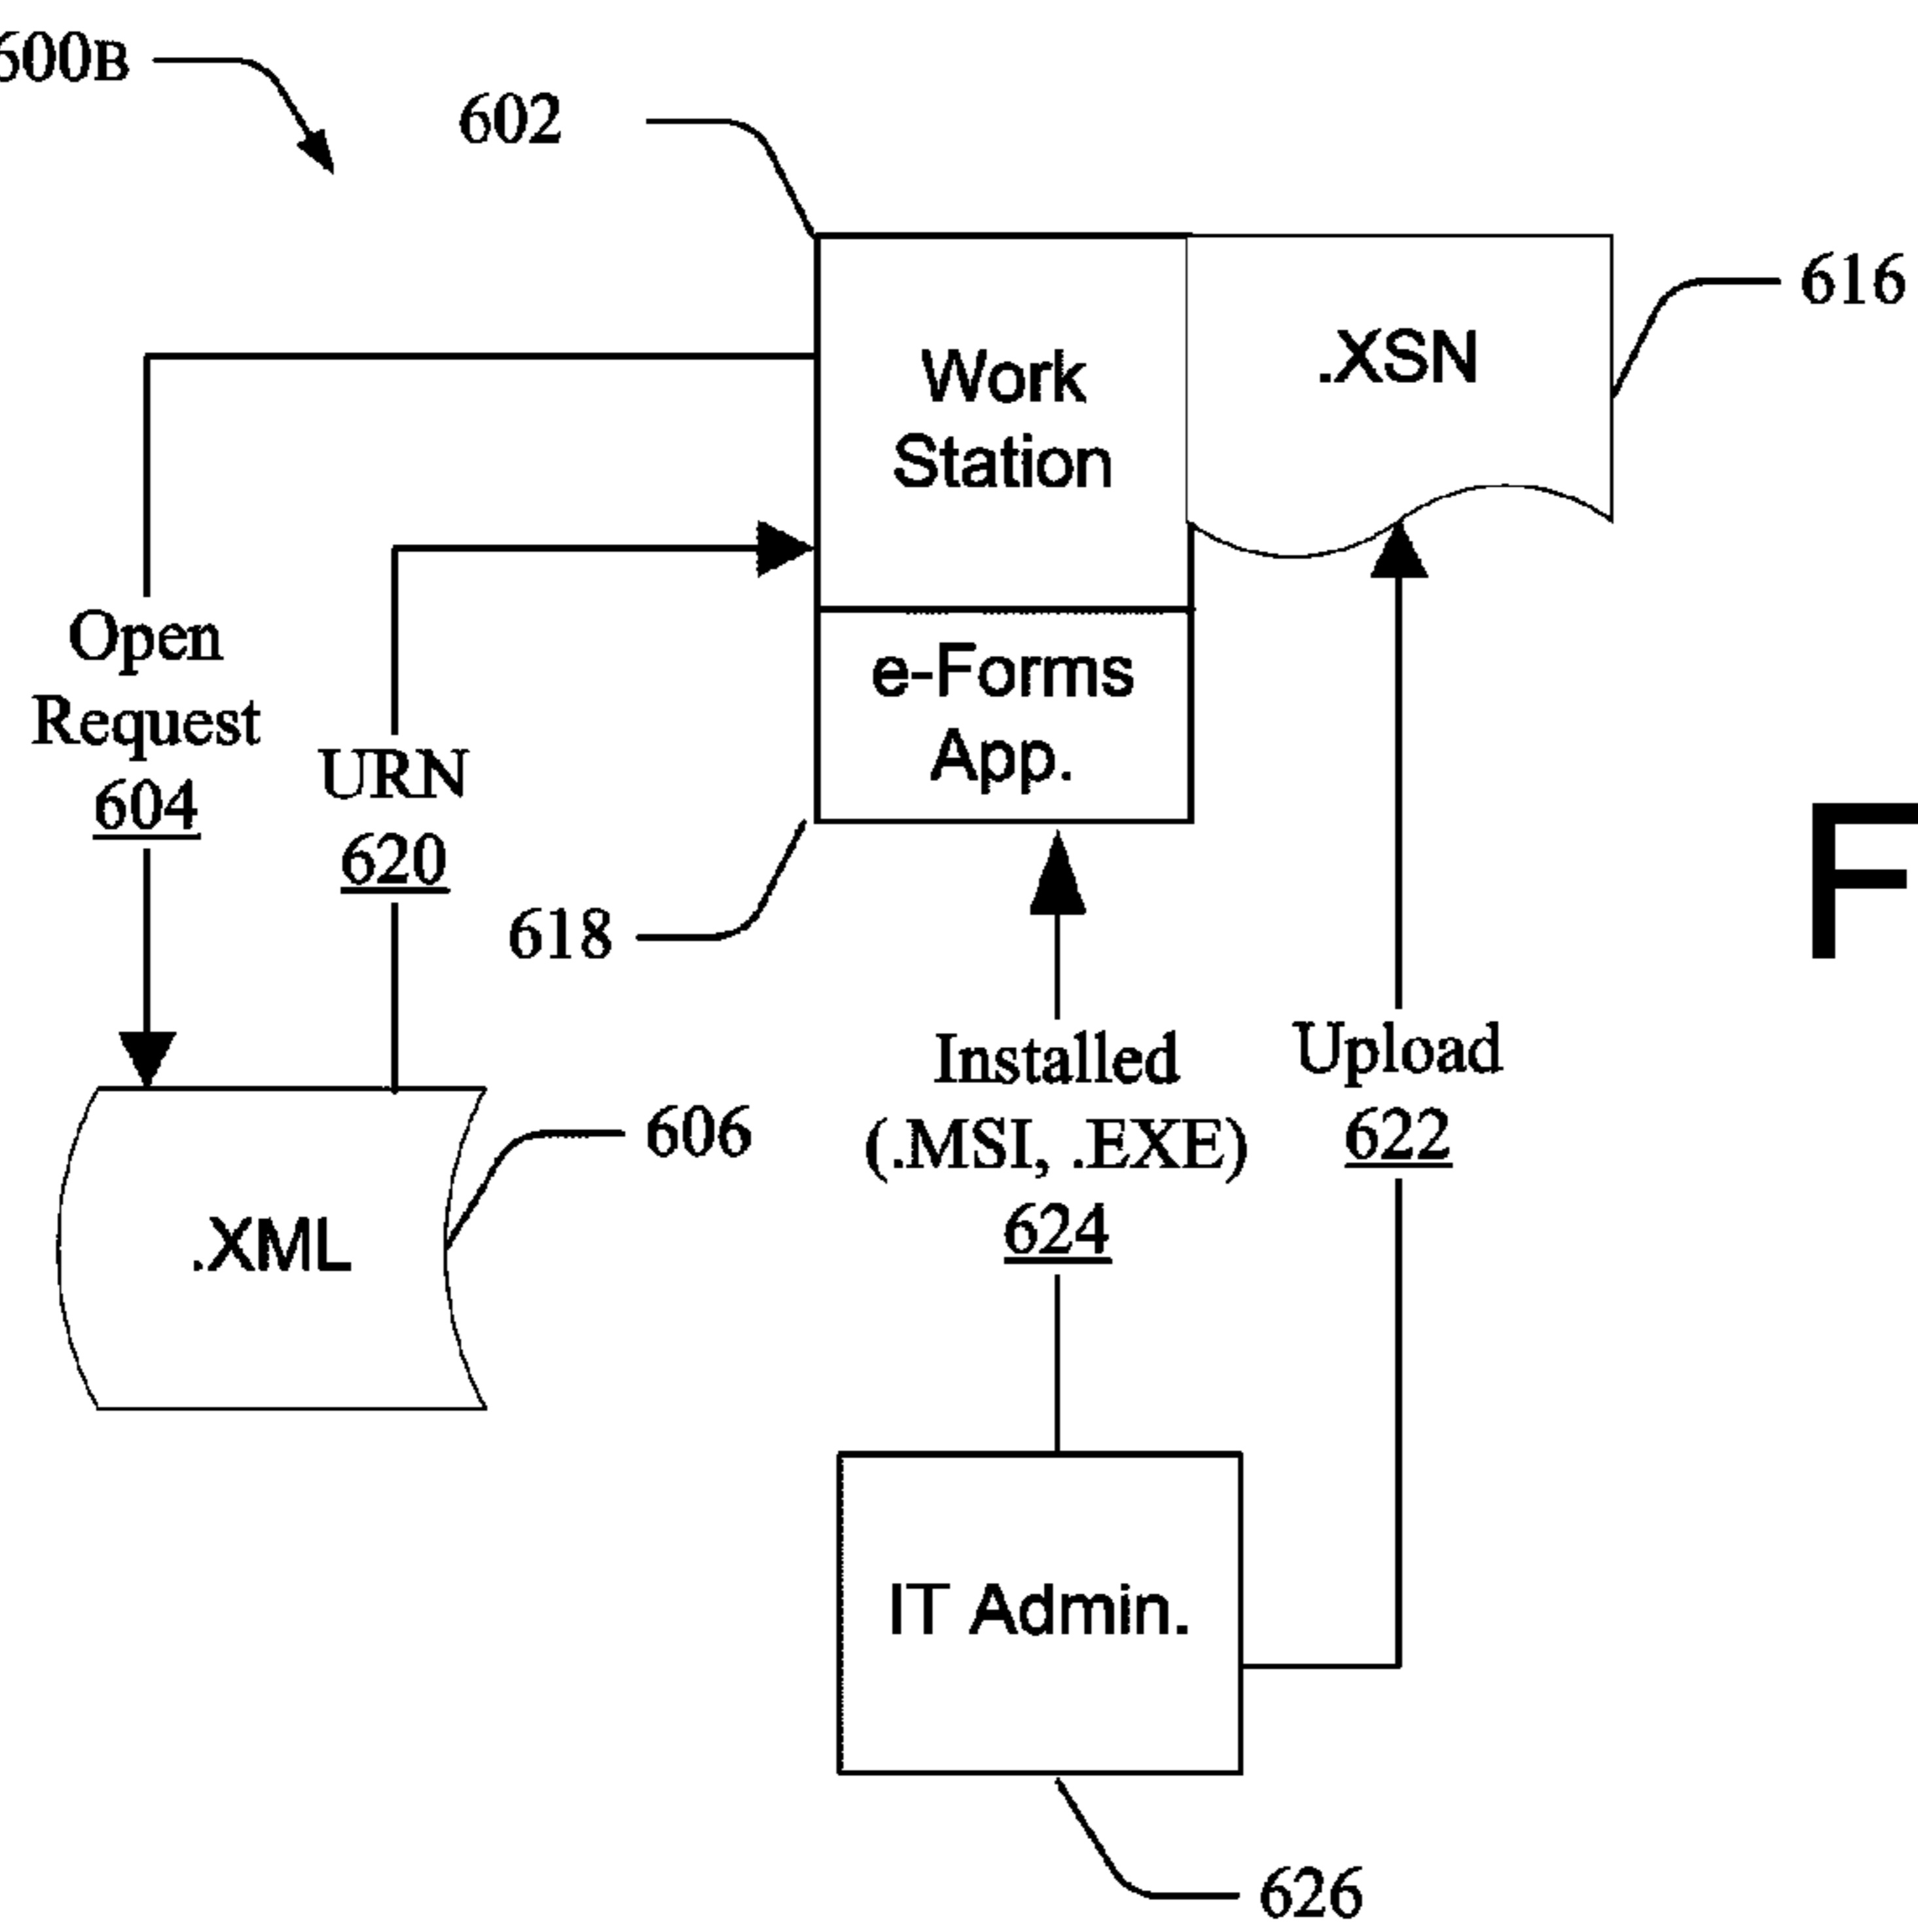 600B
602
616
Work
Station
.XSN
Open
Request
604
URN
620
e-Forms
App.
618
F
Installed
(.MSI, .EXE)
624
Upload
622
606
.XML
IT Admin.
626